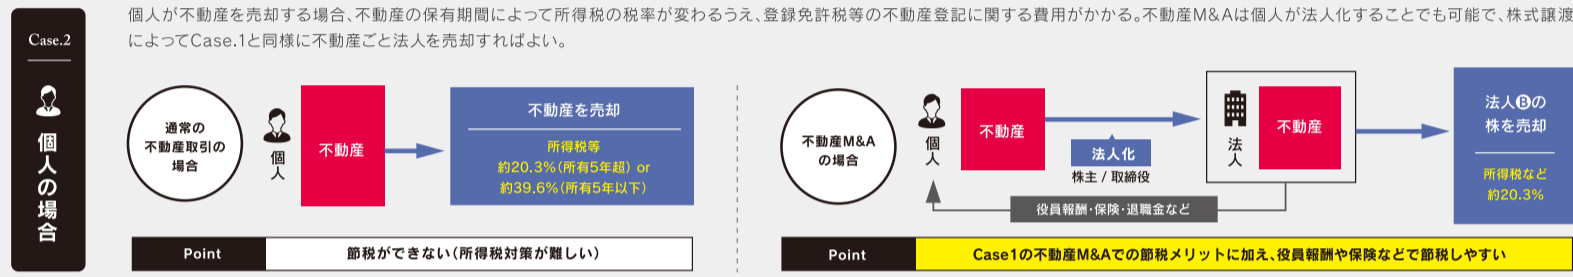 Case.2
個人の場合
個人が不動産を売却する場合、不動産の保有期間によって所得税の税率が変わるうえ、登録免許税等の不動産登記に関する費用がかかる。不動産M&Aは個人が法人化することでも可能で、株式譲渡
によってCase.1と同様に不動産ごと法人を売却すればよい。
通常の
不動産取引の
場合
個人
不動産
不動産を売却
所得税等
約20.3%(所有5年超) or
約39.6%(所有5年以下)
Point
節税ができない(所得税対策が難しい)
不動産M&A
の場合
個人
不動産
法人化
株主 / 取締役
法人
不動産
役員報酬・保険・退職金など
法人Bの
株を売却
所得税など
約20.3%
Point
Case1の不動産M&Aでの節税メリットに加え、役員報酬や保険などで節税しやすい